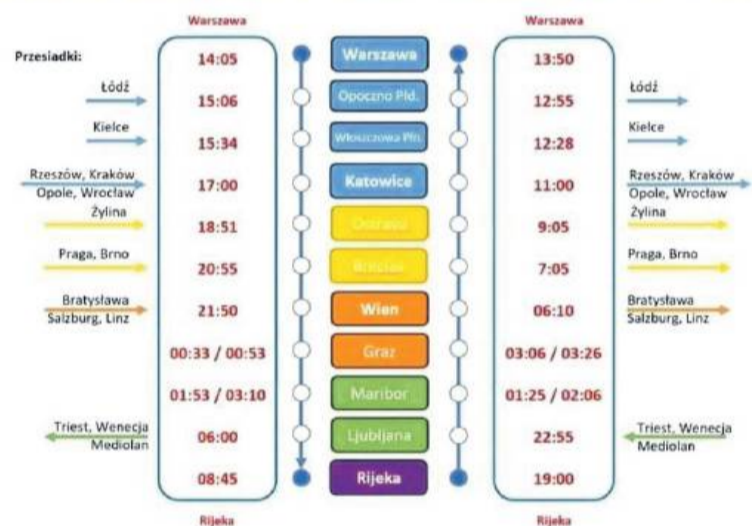 Warszawa Warszawa
Przesiadki: 14:05 Warszawa 13:50
Łódź 15:06 Opoczno Płd. 12:55 Łódź
Kielce 15:34 Włoszczowa Płn. 12:28 Kielce
Rzeszów, Kraków 17:00 Katowice 11:00 Rzeszów, Kraków
Opole, Wrocław Opole, Wrocław
Żylina 18:51 Ostrava 9:05 Żylina
Praga, Brno 20:55 7:05 Praga, Brno
Bratysława 21:50 Wien 06:10 Bratysława
Salzburg, Linz Salzburg, Linz
00:33 / 00:53 Graz 03:06 / 03:26
01:53 / 03:10 Maribor 01:25 / 02:06
Triest, Wenecja 06:00 Ljubljana 22:55 Triest, Wenecja
Mediolan Mediolan
08:45 Rijeka 19:00
Rijeka Rijeka